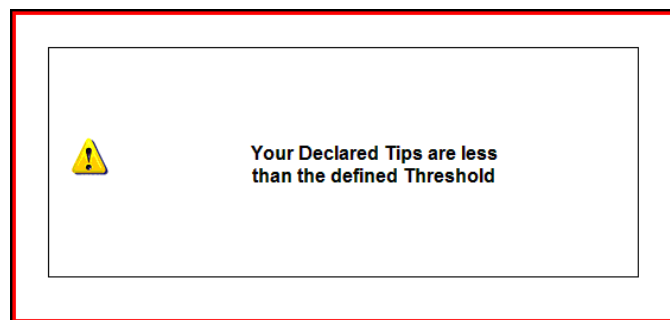 Your Declared Tips are less
than the defined Threshold